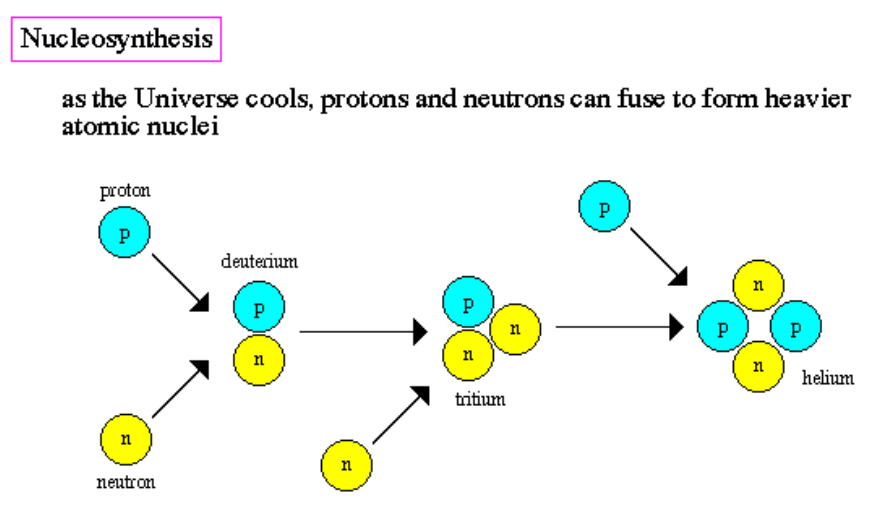 Nucleosynthesis
as the Universe cools, protons and neutrons can fuse to form heavier
atomic nuclei
proton
p
deuterium
p
n
n
neutron
p
n
n
tritium
n
p
n
p
p
n
helium